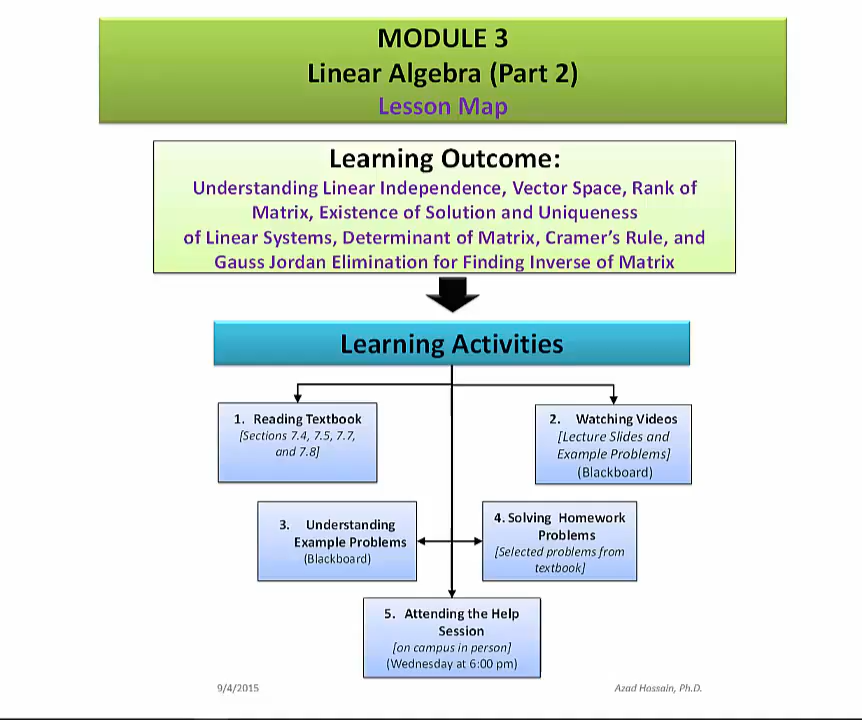 MODULE 3
Linear Algebra (Part 2)
Lesson Map
Learning Outcome:
Understanding Linear Independence, Vector Space, Rank of
Matrix, Existence of Solution and Uniqueness
of Linear Systems, Determinant of Matrix, Cramer's Rule, and
Gauss Jordan Elimination for Finding Inverse of Matrix
Learning Activities
1. Reading Textbook
[Sections 7.4, 7.5, 7.7,
and 7.8]
2. Watching Videos
[Lecture Slides and
Example Problems]
(Blackboard)
3. Understanding
Example Problems
(Blackboard)
4. Solving Homework
Problems
[Selected problems from
textbook]
5. Attending the Help
Session
[on campus in person]
(Wednesday at 6:00 pm)
9/4/2015
Azad Hossain, Ph.D.